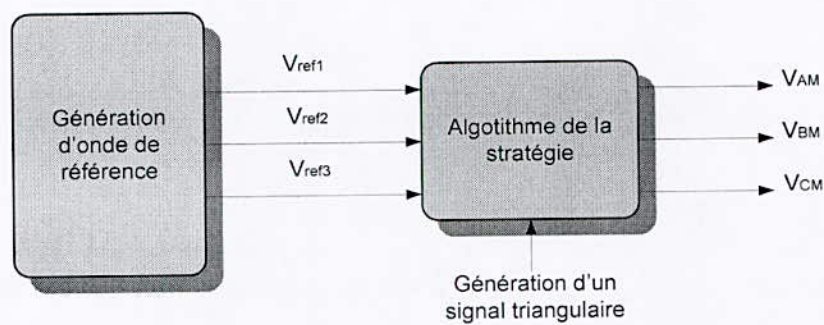 Génération
d'onde de
référence
Vref1
Vref2
Vref3
Algotithme de la
stratégie
VAM
VBM
VCM
Génération d'un
signal triangulaire